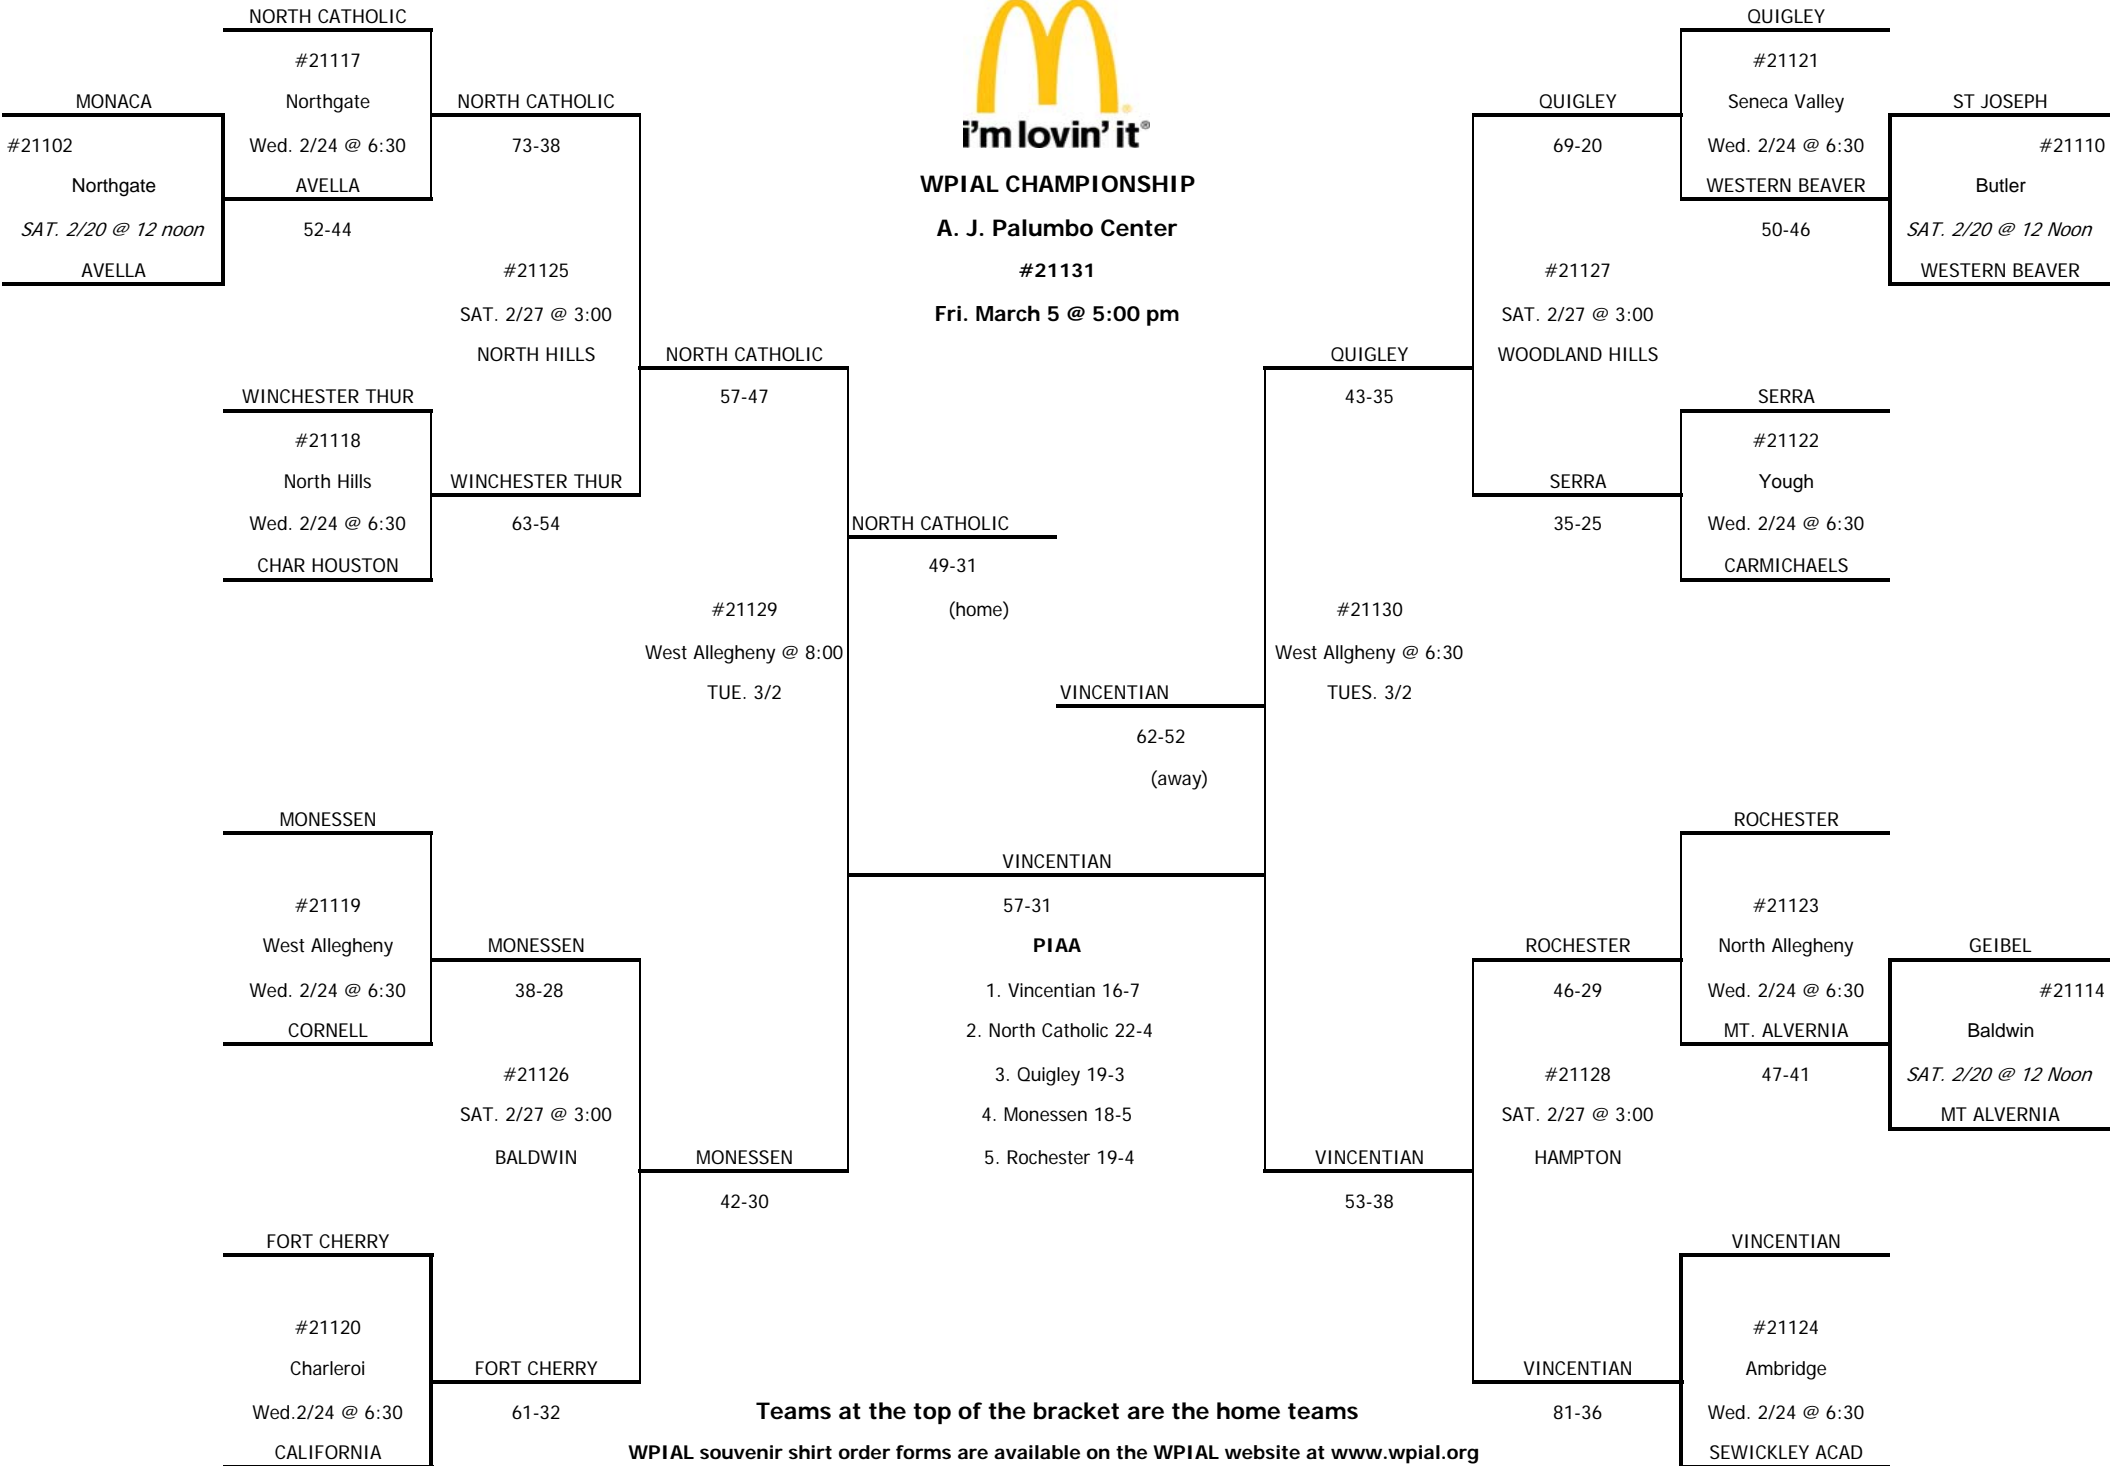 NORTH CATHOLIC
#21117
Northgate
Wed. 2/24 @ 6:30
AVELLA
52-44
MONACA
#21102
Northgate
SAT. 2/20 @ 12 noon
AVELLA
NORTH CATHOLIC
73-38
#21125
SAT. 2/27 @ 3:00
NORTH HILLS
WINCHESTER THUR
#21118
North Hills
Wed. 2/24 @ 6:30
CHAR HOUSTON
WINCHESTER THUR
63-54
NORTH CATHOLIC
57-47
NORTH CATHOLIC
49-31
(home)
#21129
West Allegheny @ 8:00
TUE. 3/2
MONESSEN
#21119
West Allegheny
Wed. 2/24 @ 6:30
CORNELL
MONESSEN
38-28
#21126
SAT. 2/27 @ 3:00
BALDWIN
MONESSEN
42-30
FORT CHERRY
#21120
Charleroi
Wed.2/24 @ 6:30
CALIFORNIA
FORT CHERRY
61-32
i'm lovin' it®
WPIAL CHAMPIONSHIP
A. J. Palumbo Center
#21131
Fri. March 5 @ 5:00 pm
VINCENTIAN
62-52
(away)
VINCENTIAN
57-31
PIAA
1. Vincentian 16-7
2. North Catholic 22-4
3. Quigley 19-3
4. Monessen 18-5
5. Rochester 19-4
QUIGLEY
#21121
Seneca Valley
Wed. 2/24 @ 6:30
WESTERN BEAVER
50-46
ST JOSEPH
#21110
Butler
SAT. 2/20 @ 12 Noon
WESTERN BEAVER
QUIGLEY
69-20
#21127
SAT. 2/27 @ 3:00
WOODLAND HILLS
QUIGLEY
43-35
SERRA
#21122
Yough
Wed. 2/24 @ 6:30
CARMICHAELS
SERRA
35-25
#21130
West Allgheny @ 6:30
TUES. 3/2
ROCHESTER
#21123
North Allegheny
Wed. 2/24 @ 6:30
MT. ALVERNIA
47-41
GEIBEL
#21114
Baldwin
SAT. 2/20 @ 12 Noon
MT ALVERNIA
ROCHESTER
46-29
#21128
SAT. 2/27 @ 3:00
HAMPTON
VINCENTIAN
53-38
VINCENTIAN
#21124
Ambridge
Wed. 2/24 @ 6:30
SEWICKLEY ACAD
VINCENTIAN
81-36
Teams at the top of the bracket are the home teams
WPIAL souvenir shirt order forms are available on the WPIAL website at www.wpial.org